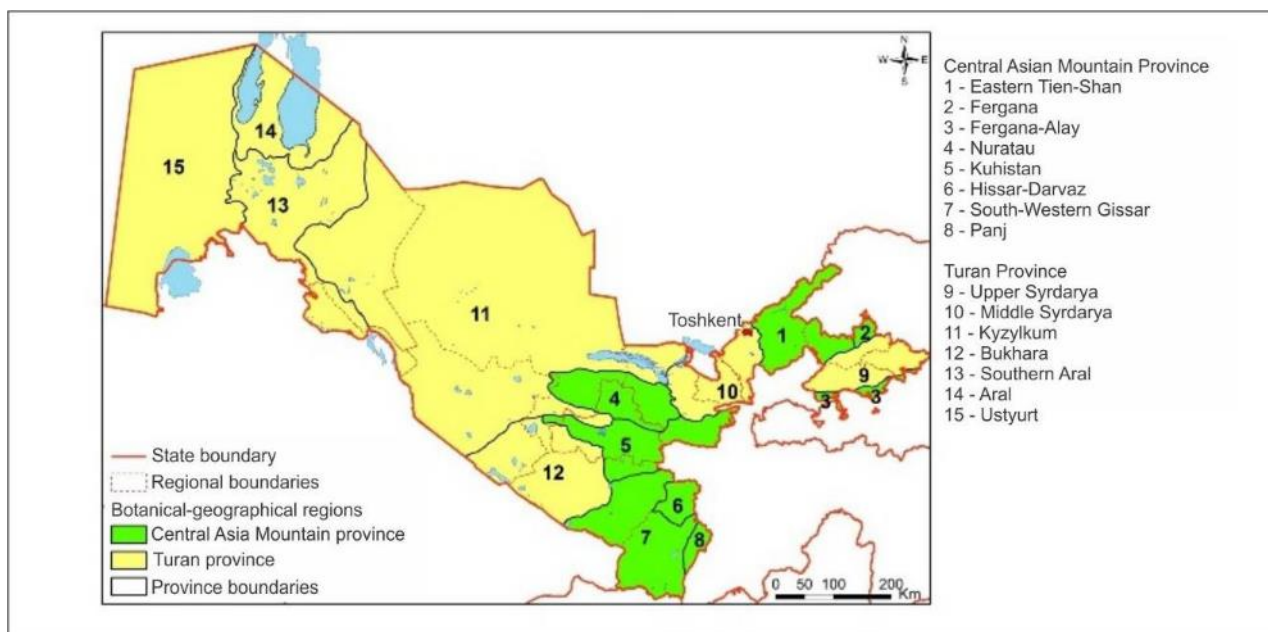 N
W E
S
15
14
13
11
Toshkent
1
2
9
3
3
10
4
5
12
6
7
8
State boundary
Regional boundaries
Botanical-geographical regions
Central Asia Mountain province
Turan province
Province boundaries
0 50 100 200
Km
Central Asian Mountain Province
1 - Eastern Tien-Shan
2 - Fergana
3 - Fergana-Alay
4 - Nuratau
5 - Kuhistan
6 - Hissar-Darvaz
7 - South-Western Gissar
8 - Panj
Turan Province
9 - Upper Syrdarya
10 - Middle Syrdarya
11 - Kyzylkum
12 - Bukhara
13 - Southern Aral
14 - Aral
15 - Ustyurt